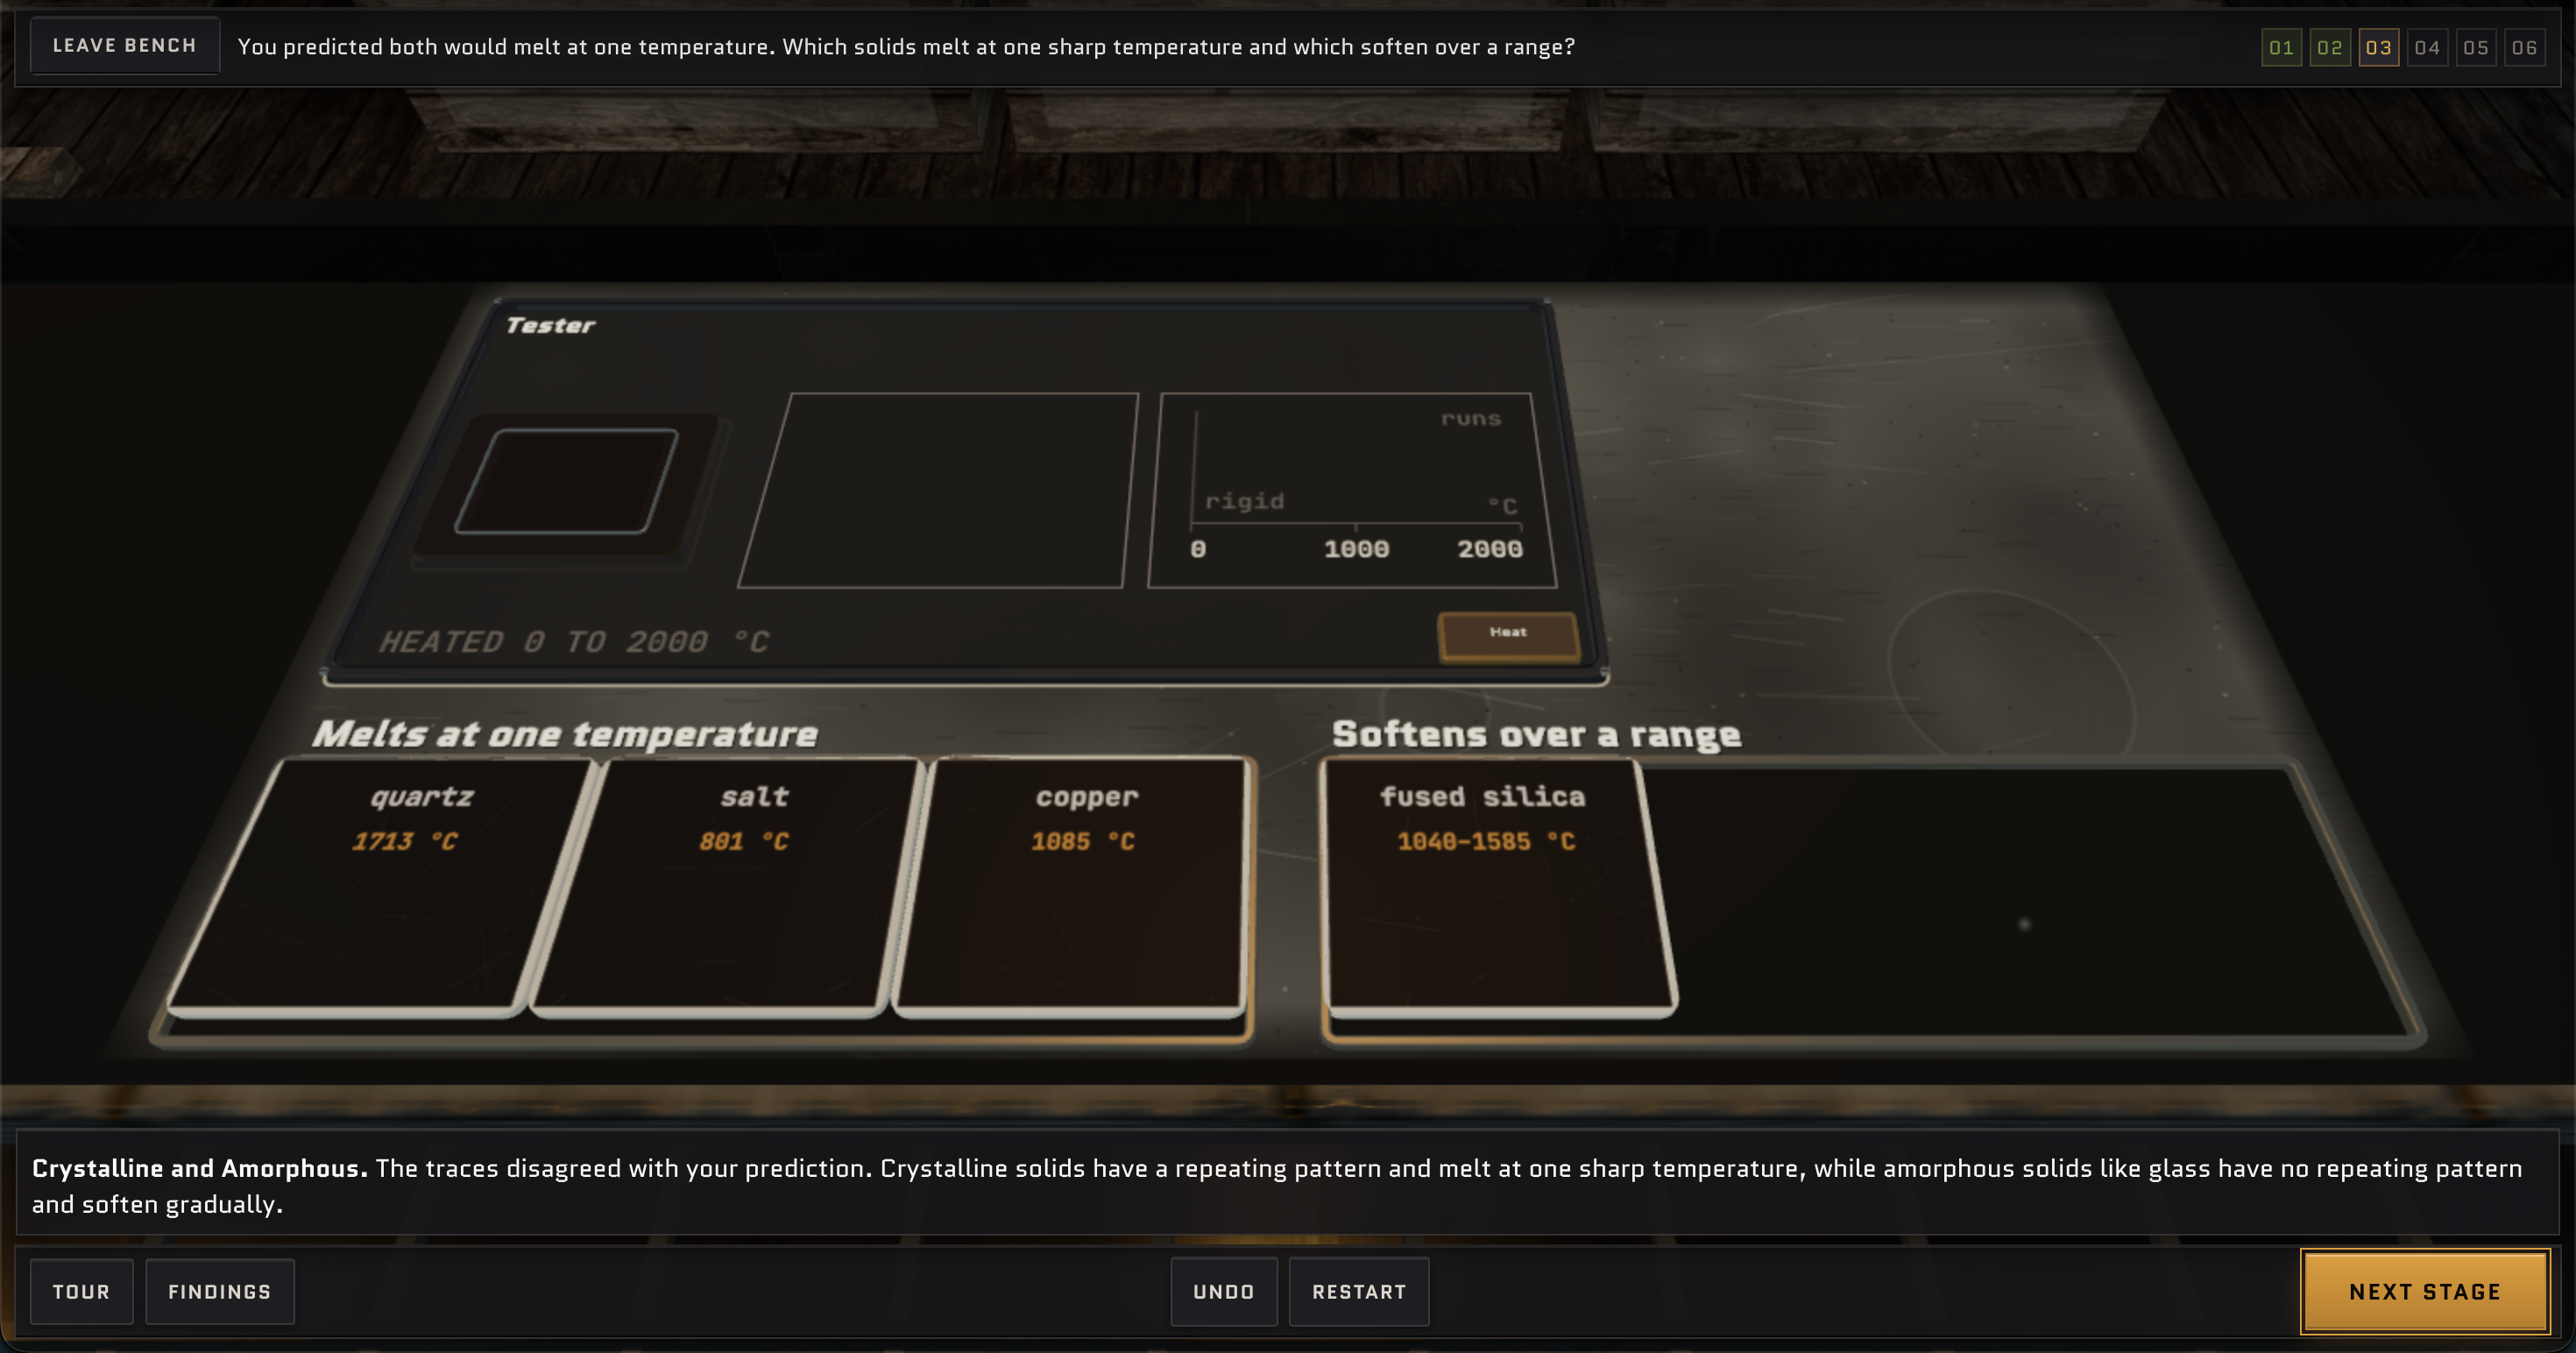 LEAVE BENCH
You predicted both would melt at one temperature. Which solids melt at one sharp temperature and which soften over a range?
01 02 03 04 05 06
Tester
runs
rigid
°C
0 1000 2000
HEATED 0 TO 2000 °C
Heat
Melts at one temperature
Softens over a range
quartz
1713 °C
salt
801 °C
copper
1085 °C
fused silica
1040–1585 °C
Crystalline and Amorphous. The traces disagreed with your prediction. Crystalline solids have a repeating pattern and melt at one sharp temperature, while amorphous solids like glass have no repeating pattern
and soften gradually.
TOUR
FINDINGS
UNDO
RESTART
NEXT STAGE